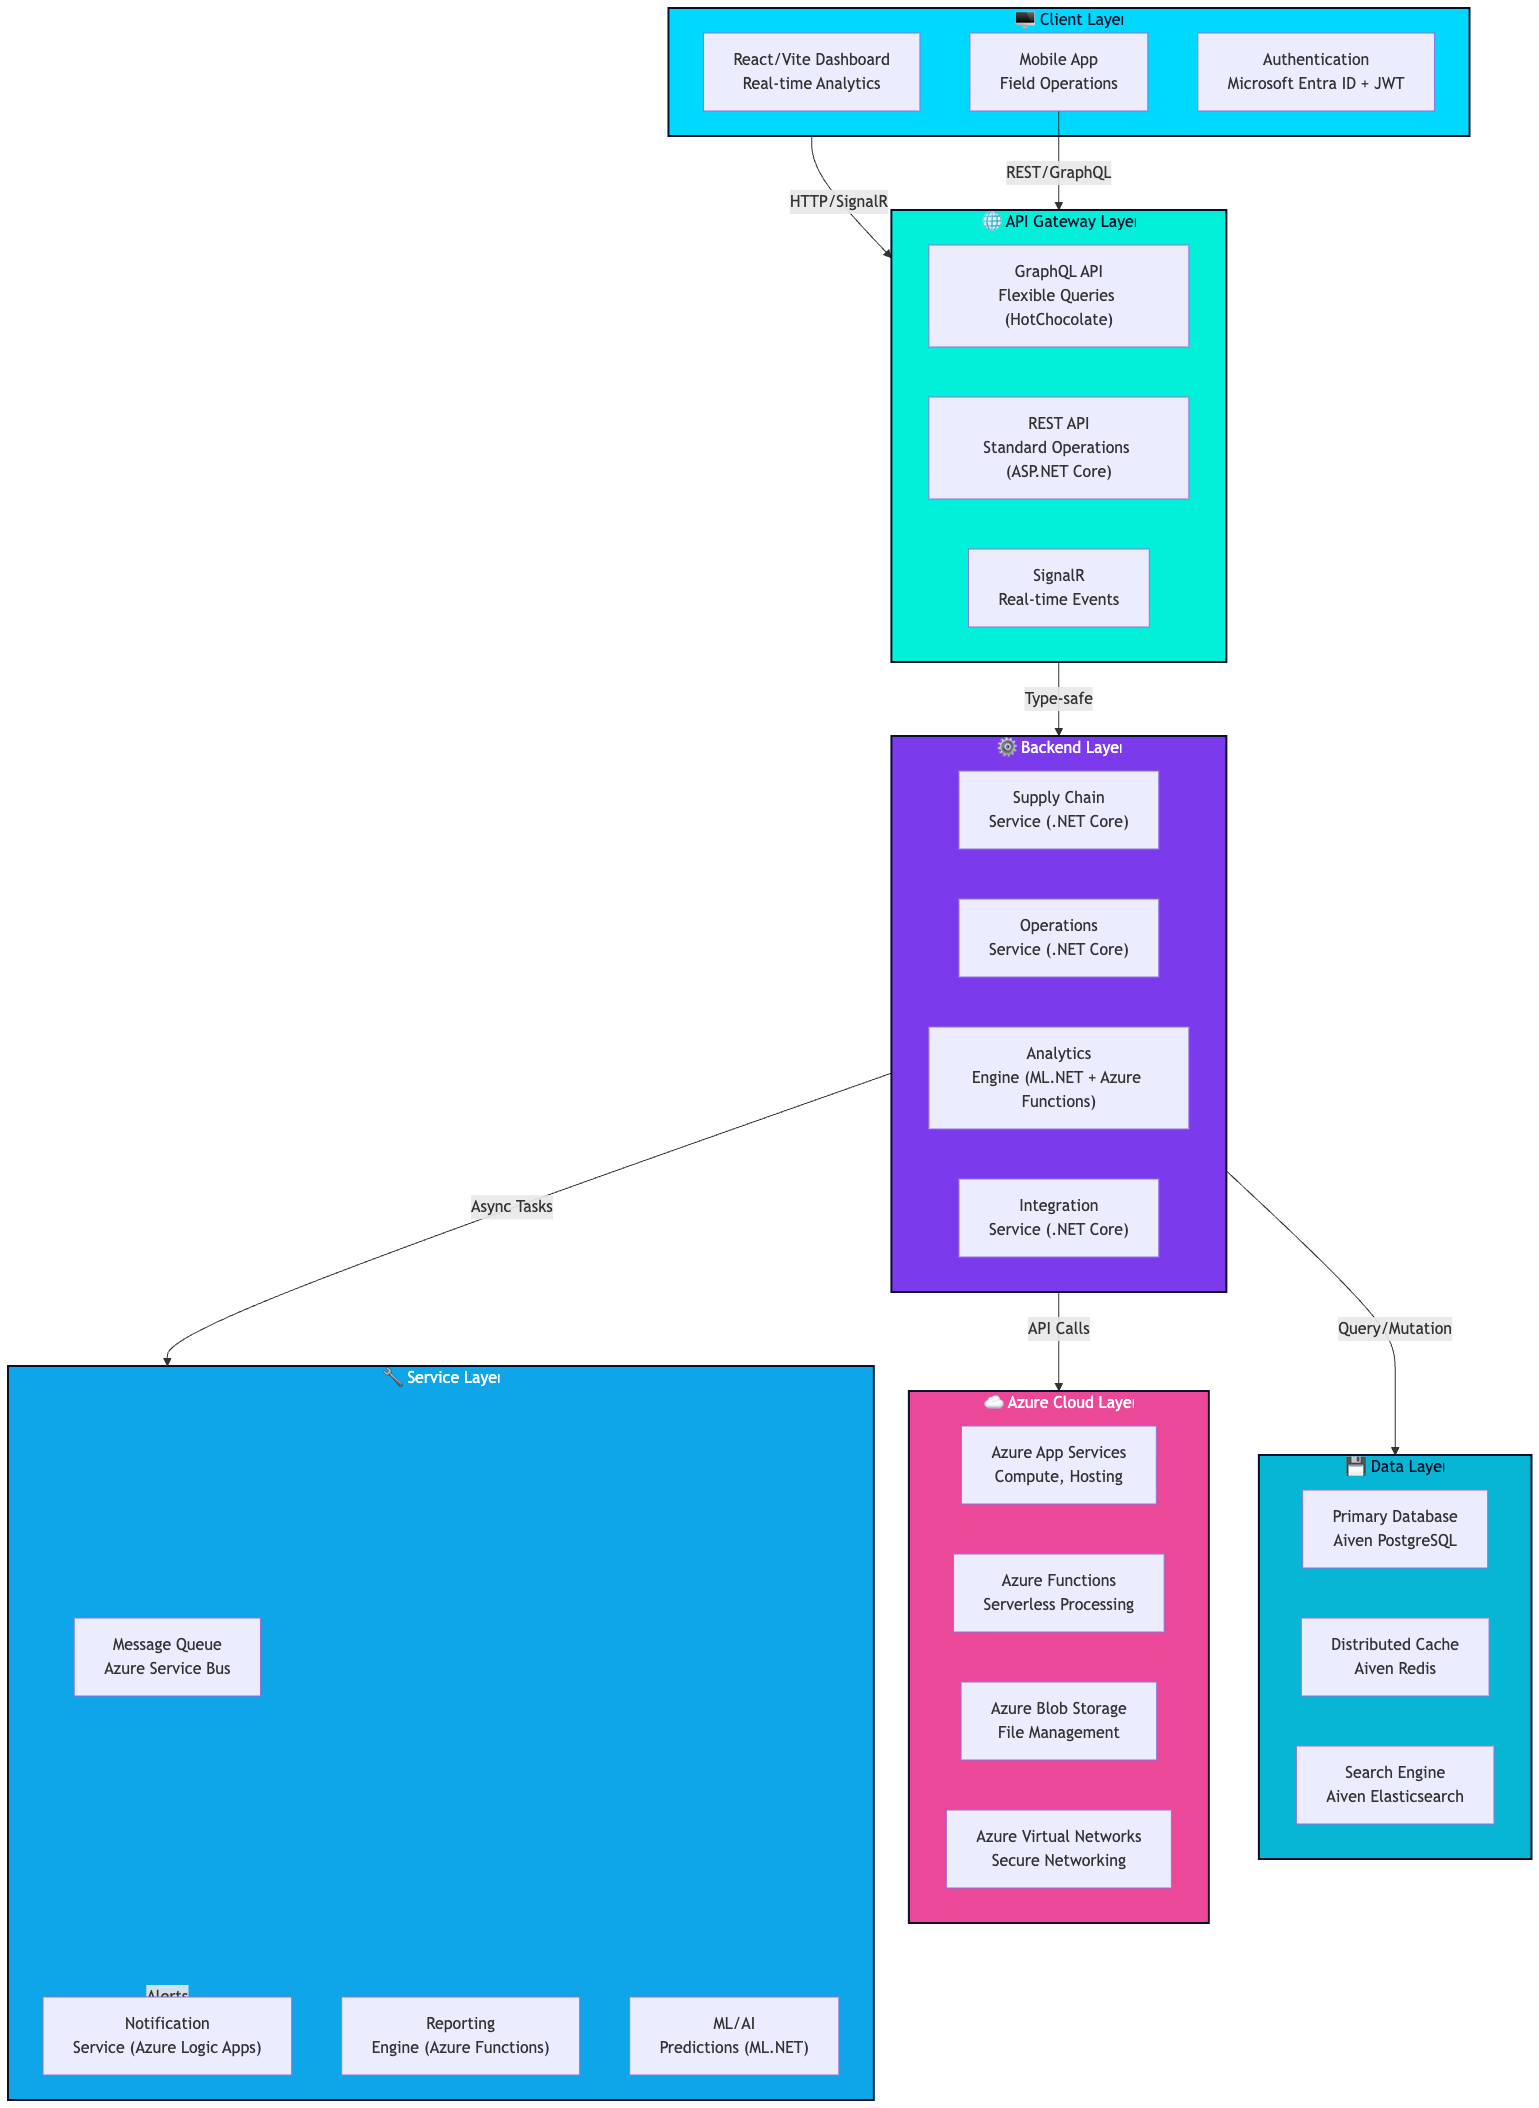 Client Layer
React/Vite Dashboard
Real-time Analytics
Mobile App
Field Operations
Authentication
Microsoft Entra ID + JWT
REST/GraphQL
HTTP/SignalR
API Gateway Layer
GraphQL API
Flexible Queries
(HotChocolate)
REST API
Standard Operations
(ASP.NET Core)
SignalR
Real-time Events
Type-safe
Backend Layer
Supply Chain
Service (.NET Core)
Operations
Service (.NET Core)
Analytics
Engine (ML.NET + Azure
Functions)
Integration
Service (.NET Core)
Async Tasks
API Calls
Query/Mutation
Service Layer
Message Queue
Azure Service Bus
Alerts
Notification
Service (Azure Logic Apps)
Reporting
Engine (Azure Functions)
ML/AI
Predictions (ML.NET)
Azure Cloud Layer
Azure App Services
Compute, Hosting
Azure Functions
Serverless Processing
Azure Blob Storage
File Management
Azure Virtual Networks
Secure Networking
Data Layer
Primary Database
Aiven PostgreSQL
Distributed Cache
Aiven Redis
Search Engine
Aiven Elasticsearch